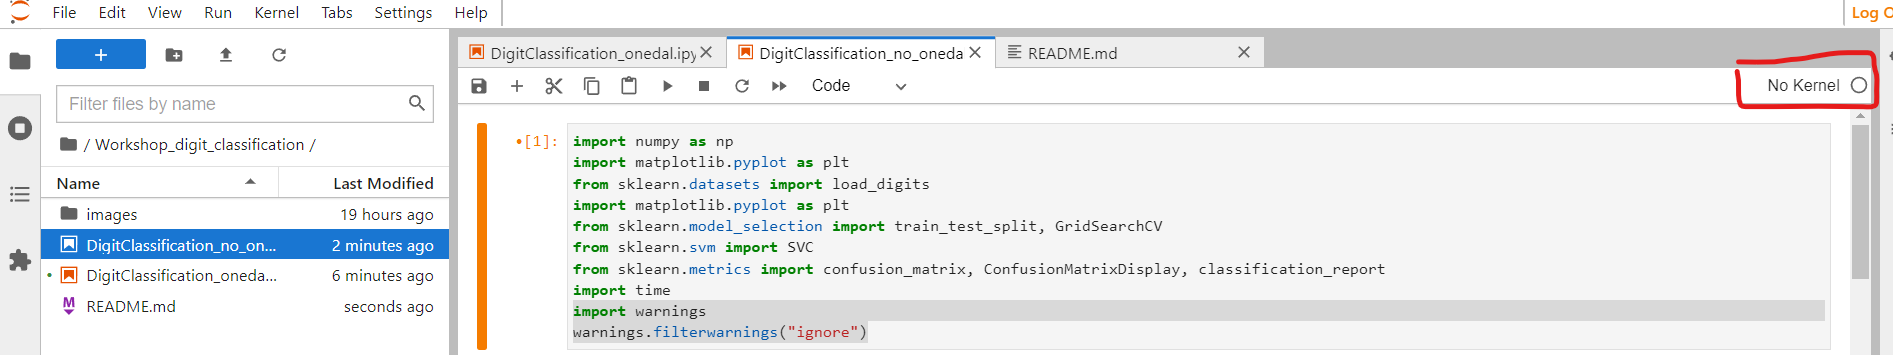 File Edit View Run Kernel Tabs Settings Help
Log O
+
Filter files by name
/ Workshop_digit_classification /
Name Last Modified
images 19 hours ago
DigitClassification_no_on... 2 minutes ago
DigitClassification_oneda... 6 minutes ago
README.md seconds ago
DigitClassification_onedal.ipy
DigitClassification_no_oneda
README.md
Code
No Kernel
[1]:
import numpy as np
import matplotlib.pyplot as plt
from sklearn.datasets import load_digits
import matplotlib.pyplot as plt
from sklearn.model_selection import train_test_split, GridSearchCV
from sklearn.svm import SVC
from sklearn.metrics import confusion_matrix, ConfusionMatrixDisplay, classification_report
import time
import warnings
warnings.filterwarnings("ignore")